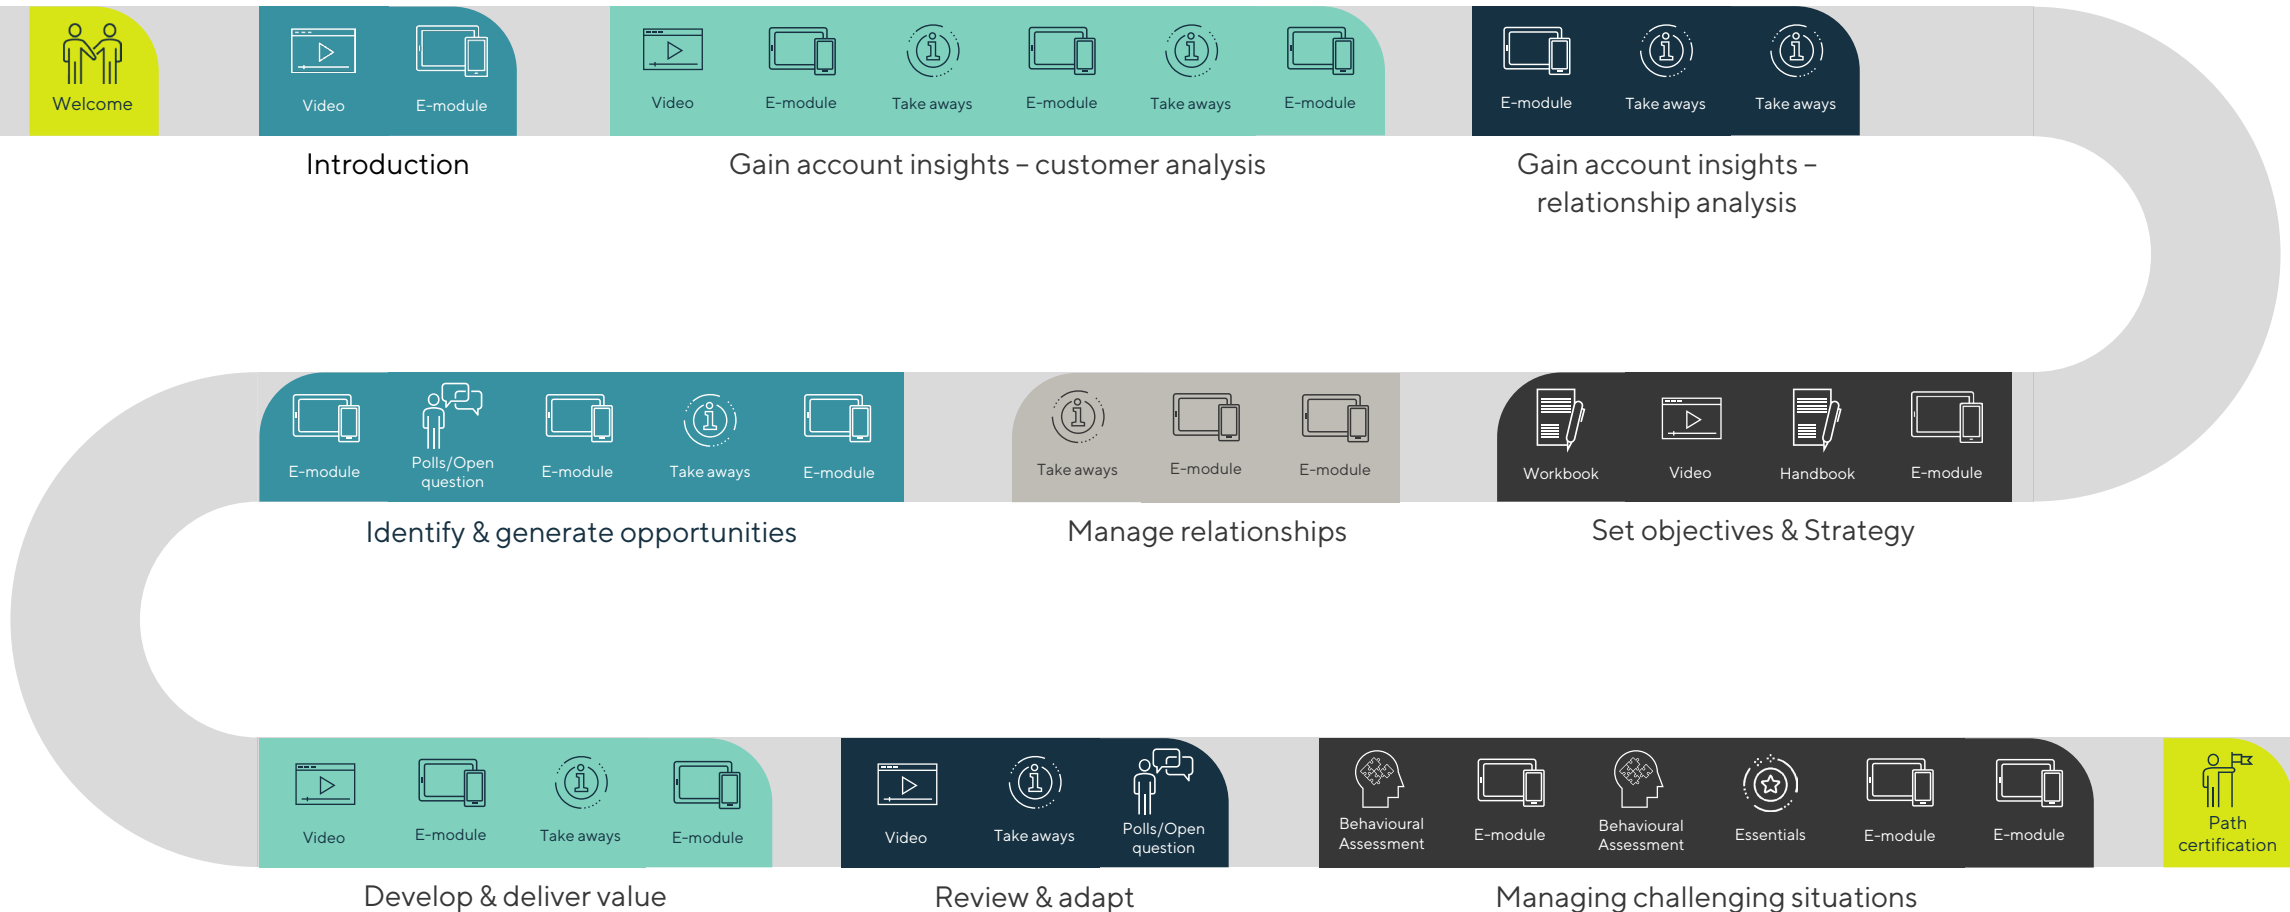 Welcome
Video
E-module
Introduction
Video
E-module
Take aways
E-module
Take aways
E-module
Gain account insights – customer analysis
E-module
Take aways
Take aways
Gain account insights –
relationship analysis
E-module
Polls/Open
question
E-module
Take aways
E-module
Identify & generate opportunities
Take aways
E-module
E-module
Manage relationships
Workbook
Video
Handbook
E-module
Set objectives & Strategy
Video
E-module
Take aways
E-module
Develop & deliver value
Video
Take aways
Polls/Open
question
Review & adapt
Behavioural
Assessment
E-module
Behavioural
Assessment
Essentials
E-module
E-module
Managing challenging situations
Path
certification